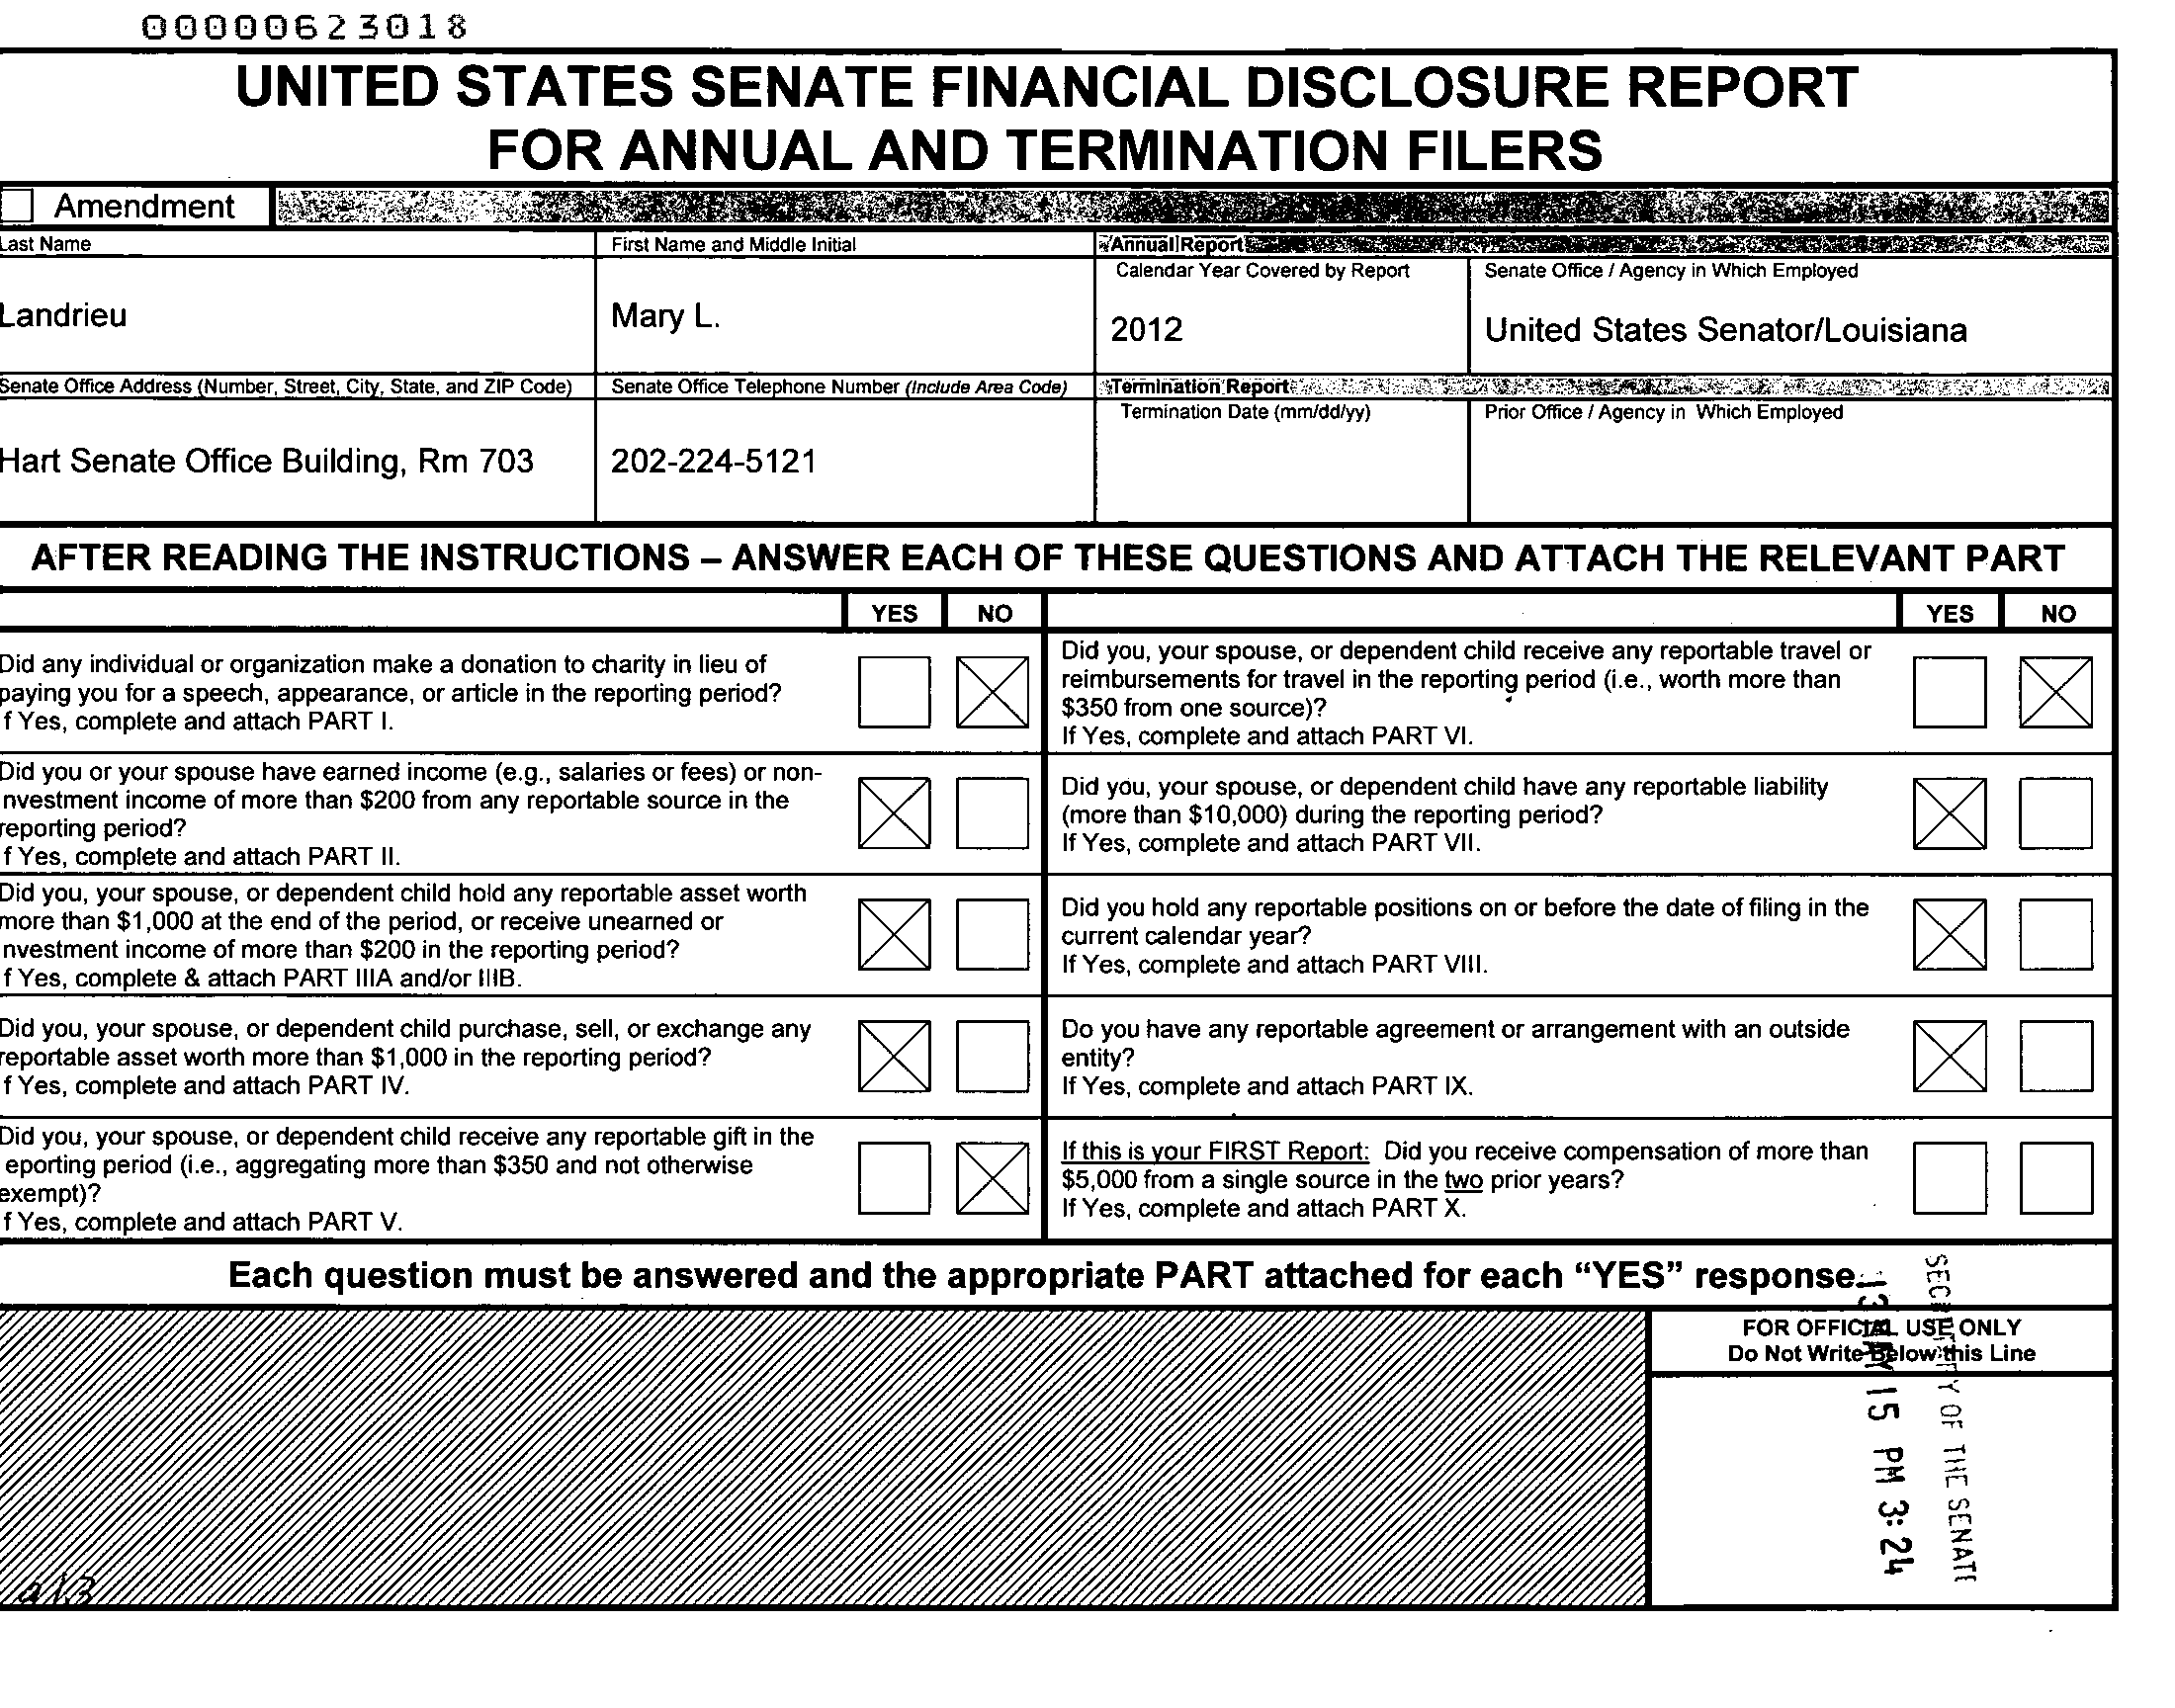 00000623018
UNITED STATES SENATE FINANCIAL DISCLOSURE REPORT
FOR ANNUAL AND TERMINATION FILERS
Amendment
Last Name
First Name and Middle Initial
Annual Report
Calendar Year Covered by Report
Senate Office / Agency in Which Employed
Landrieu
Mary L.
2012
United States Senator/Louisiana
Senate Office Address (Number, Street, City, State, and ZIP Code)
Senate Office Telephone Number (Include Area Code)
Termination Report
Termination Date (mm/dd/yy)
Prior Office / Agency in Which Employed
Hart Senate Office Building, Rm 703
202-224-5121
AFTER READING THE INSTRUCTIONS – ANSWER EACH OF THESE QUESTIONS AND ATTACH THE RELEVANT PART
YES NO
YES NO
Did any individual or organization make a donation to charity in lieu of
paying you for a speech, appearance, or article in the reporting period?
f Yes, complete and attach PART I.
Did you, your spouse, or dependent child receive any reportable travel or
reimbursements for travel in the reporting period (i.e., worth more than
$350 from one source)?
If Yes, complete and attach PART VI.
Did you or your spouse have earned income (e.g., salaries or fees) or non-
nvestment income of more than $200 from any reportable source in the
reporting period?
f Yes, complete and attach PART II.
Did you, your spouse, or dependent child have any reportable liability
(more than $10,000) during the reporting period?
If Yes, complete and attach PART VII.
Did you, your spouse, or dependent child hold any reportable asset worth
more than $1,000 at the end of the period, or receive unearned or
nvestment income of more than $200 in the reporting period?
f Yes, complete & attach PART IIIA and/or IIIB.
Did you hold any reportable positions on or before the date of filing in the
current calendar year?
If Yes, complete and attach PART VIII.
Did you, your spouse, or dependent child purchase, sell, or exchange any
reportable asset worth more than $1,000 in the reporting period?
f Yes, complete and attach PART IV.
Do you have any reportable agreement or arrangement with an outside
entity?
If Yes, complete and attach PART IX.
Did you, your spouse, or dependent child receive any reportable gift in the
eporting period (i.e., aggregating more than $350 and not otherwise
exempt)?
f Yes, complete and attach PART V.
If this is your FIRST Report: Did you receive compensation of more than
$5,000 from a single source in the two prior years?
If Yes, complete and attach PART X.
Each question must be answered and the appropriate PART attached for each “YES” response.
FOR OFFICIAL USE ONLY
Do Not Write Below this Line
OF THE SENATE
15 PM 3:24